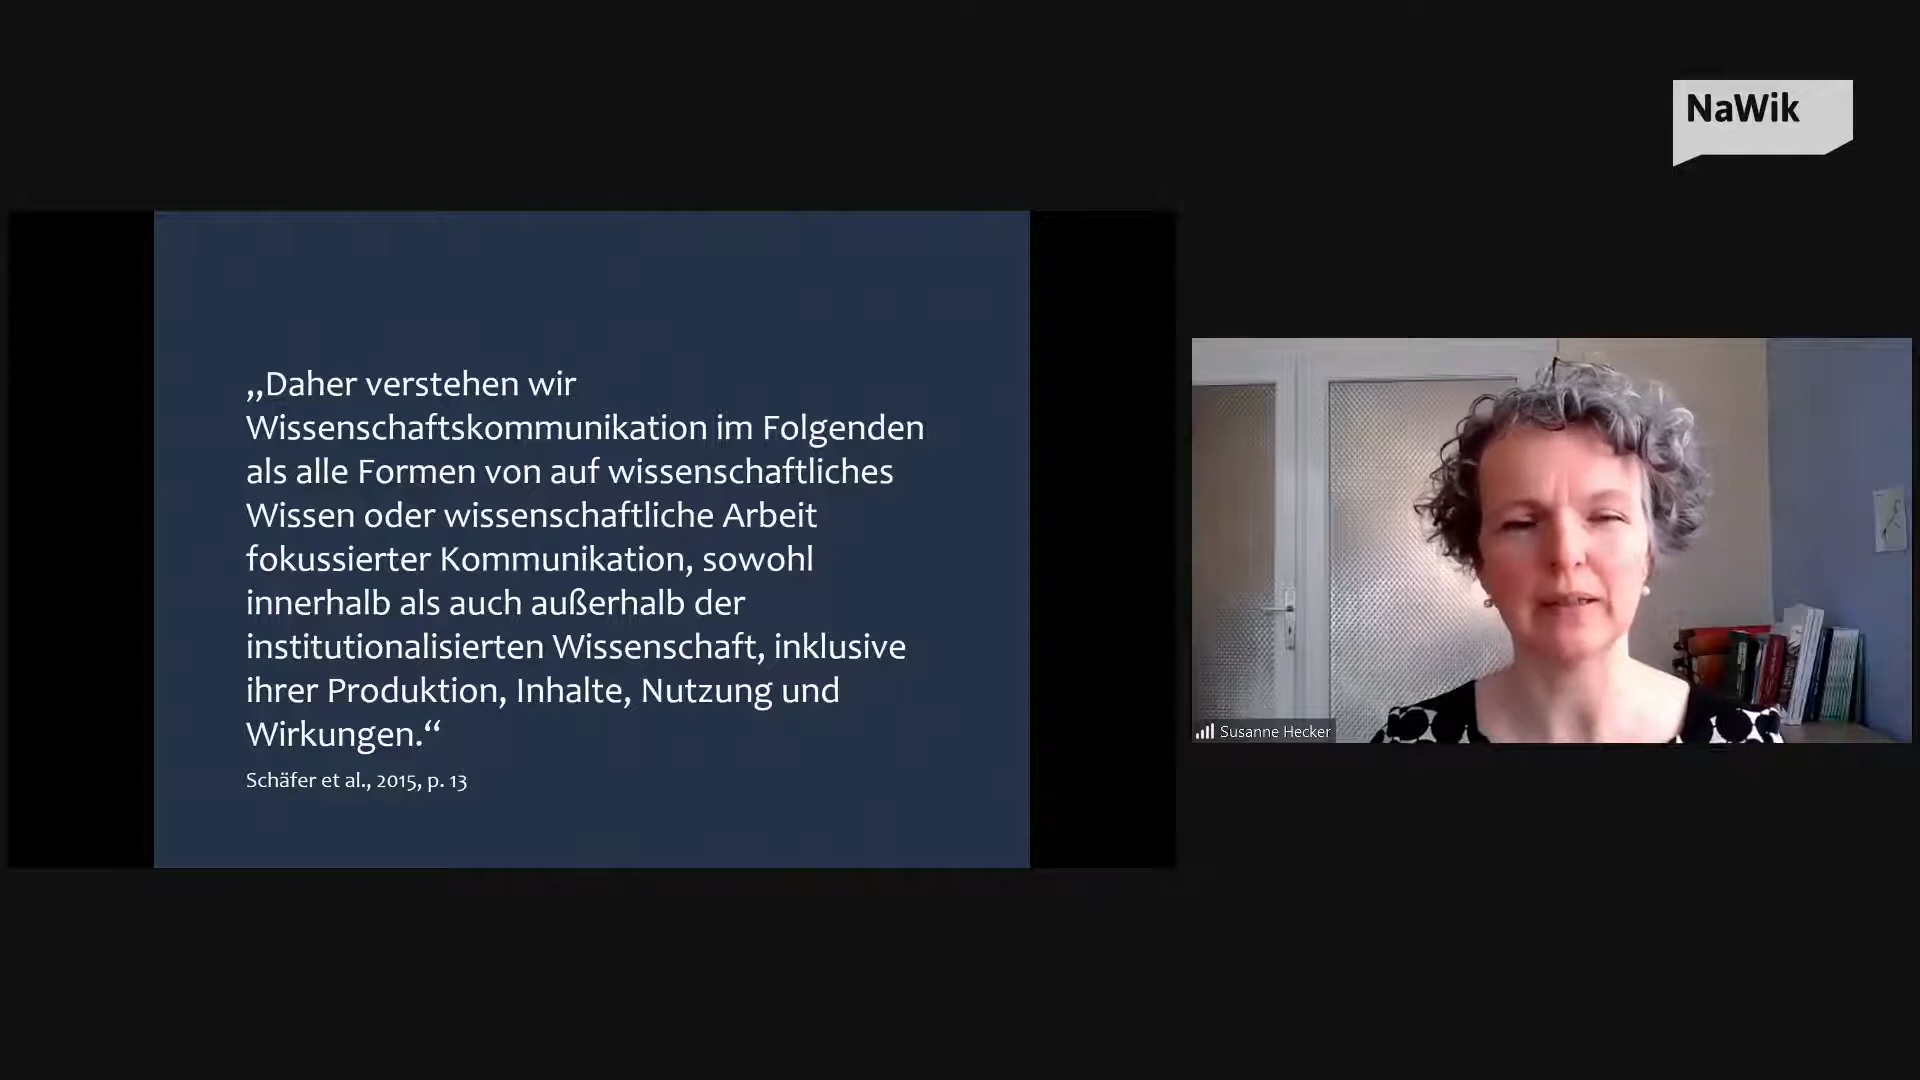 NaWik
„Daher verstehen wir
Wissenschaftskommunikation im Folgenden
als alle Formen von auf wissenschaftliches
Wissen oder wissenschaftliche Arbeit
fokussierter Kommunikation, sowohl
innerhalb als auch außerhalb der
institutionalisierten Wissenschaft, inklusive
ihrer Produktion, Inhalte, Nutzung und
Wirkungen.“
Schäfer et al., 2015, p. 13
Susanne Hecker